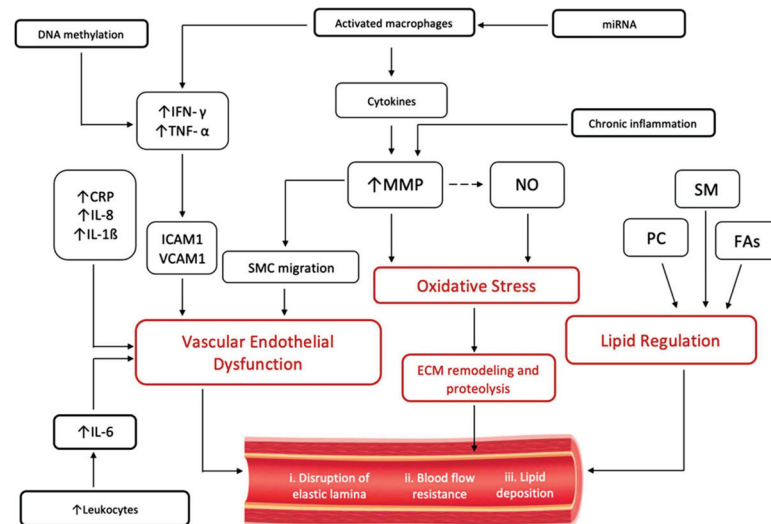 Activated macrophages
miRNA
DNA methylation
↑IFN- γ
↑TNF- α
Cytokines
Chronic inflammation
↑CRP
↑IL-8
↑IL-1ß
↑MMP
NO
SM
PC
FAs
ICAM1
VCAM1
SMC migration
Oxidative Stress
Vascular Endothelial
Dysfunction
Lipid Regulation
ECM remodeling and
proteolysis
↑IL-6
↑Leukocytes
i. Disruption of
elastic lamina
ii. Blood flow
resistance
iii. Lipid
deposition